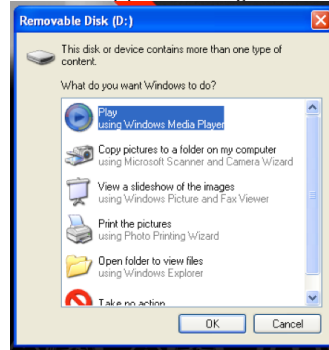 Removable Disk (D:)
This disk or device contains more than one type of
content.
What do you want Windows to do?
Play
using Windows Media Player
Copy pictures to a folder on my computer
using Microsoft Scanner and Camera Wizard
View a slideshow of the images
using Windows Picture and Fax Viewer
Print the pictures
using Photo Printing Wizard
Open folder to view files
using Windows Explorer
Take no action
OK
Cancel